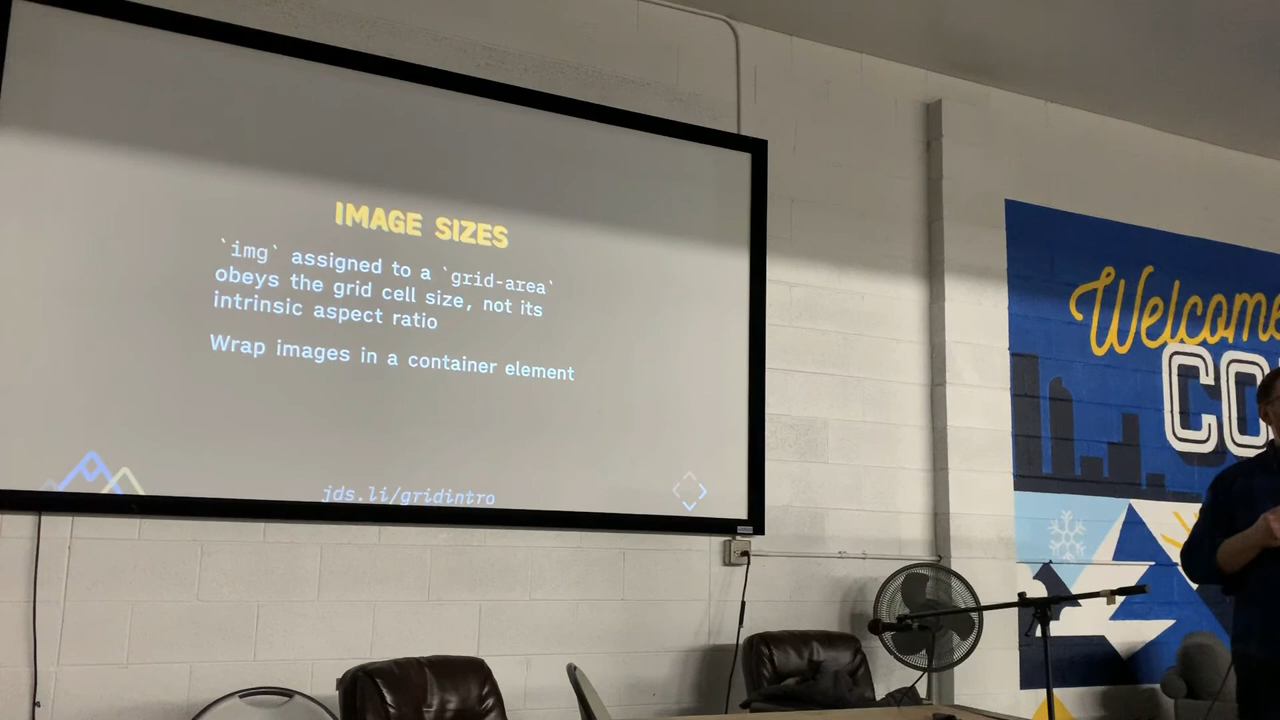 IMAGE SIZES
`img` assigned to a `grid-area`
obeys the grid cell size, not its
intrinsic aspect ratio
Wrap images in a container element
jds.li/gridintro
Welcome